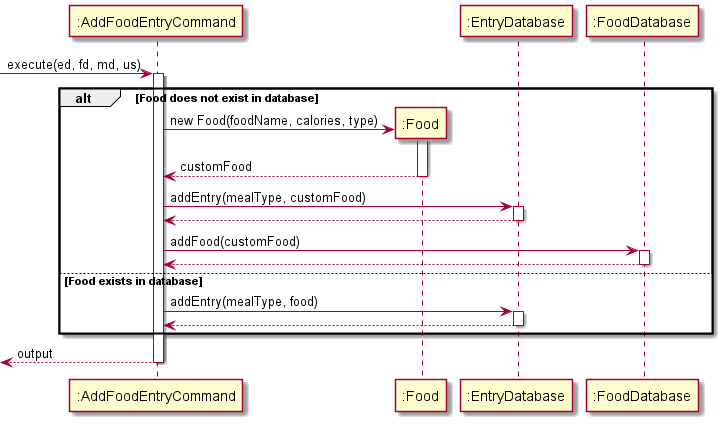 :AddFoodEntryCommand
:EntryDatabase
:FoodDatabase
execute(ed, fd, md, us)
alt
[Food does not exist in database]
new Food(foodName, calories, type)
:Food
customFood
addEntry(mealType, customFood)
addFood(customFood)
[Food exists in database]
addEntry(mealType, food)
output
:AddFoodEntryCommand
:Food
:EntryDatabase
:FoodDatabase